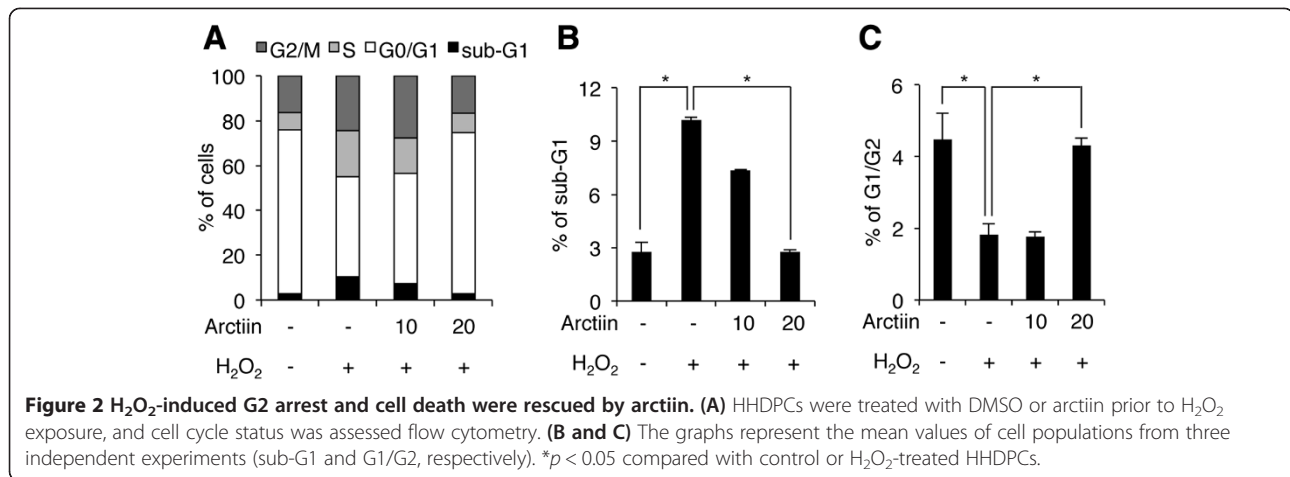 A B C
G2/M S G0/G1 sub-G1
% of cells
100
80
60
40
20
0
Arctiin - - 10 20
H₂O₂ - + + +
% of sub-G1
12
9
6
3
0
* *
Arctiin - - 10 20
H₂O₂ - + + +
% of G1/G2
6
4
2
0
* *
Arctiin - - 10 20
H₂O₂ - + + +
Figure 2 H₂O₂-induced G2 arrest and cell death were rescued by arctiin. (A) HHDPCs were treated with DMSO or arctiin prior to H₂O₂
exposure, and cell cycle status was assessed flow cytometry. (B and C) The graphs represent the mean values of cell populations from three
independent experiments (sub-G1 and G1/G2, respectively). *p < 0.05 compared with control or H₂O₂-treated HHDPCs.